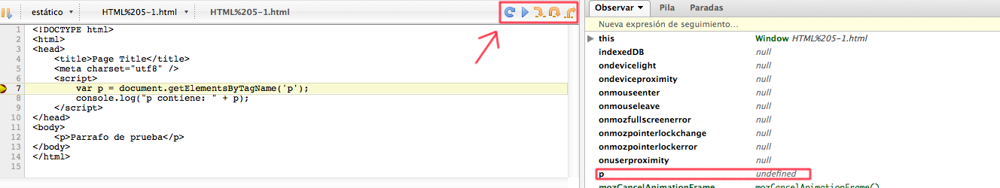 estático HTML%205-1.html HTML%205-1.html
1 <!DOCTYPE html>
2 <html>
3 <head>
4 <title>Page Title</title>
5 <meta charset="utf8" />
6 <script>
7 var p = document.getElementsByTagName('p');
8 console.log("p contiene: " + p);
9 </script>
10 </head>
11 <body>
12 <p>Parrafo de prueba</p>
13 </body>
14 </html>
15
Observar Pila Paradas
Nueva expresión de seguimiento...
this Window HTML%205-1.html
indexedDB null
ondevicelight null
ondeviceproximity null
onmouseenter null
onmouseleave null
onmozfullscreenerror null
onmozpointerlockchange null
onmozpointerlockerror null
onuserproximity null
p undefined
mozCancelAnimationFrame mozCancelAnimationFrame()